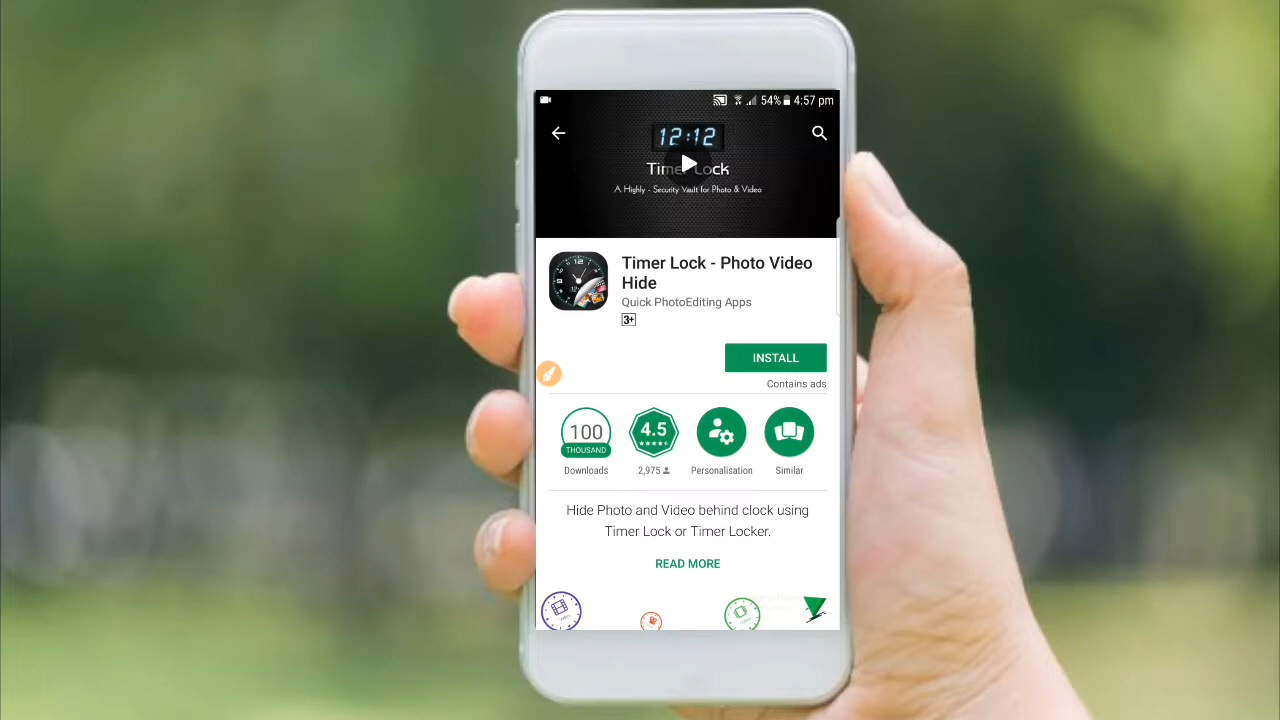 54% 4:57 pm
12:12
Timer Lock
A Highly - Security Vault for Photo & Video
Timer Lock - Photo Video
Hide
Quick PhotoEditing Apps
3+
INSTALL
Contains ads
100
THOUSAND
Downloads
4.5
2,975
Personalisation
Similar
Hide Photo and Video behind clock using
Timer Lock or Timer Locker.
READ MORE